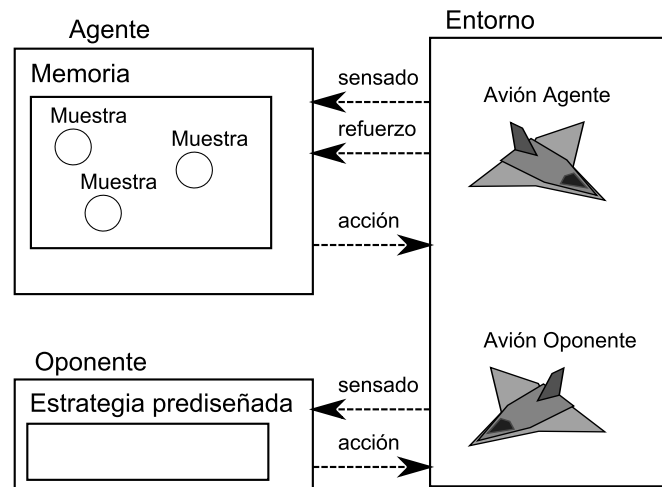 Agente
Entorno
Memoria
Muestra
Muestra
Muestra
sensado
refuerzo
acción
Avión Agente
Oponente
Estrategia prediseñada
sensado
acción
Avión Oponente